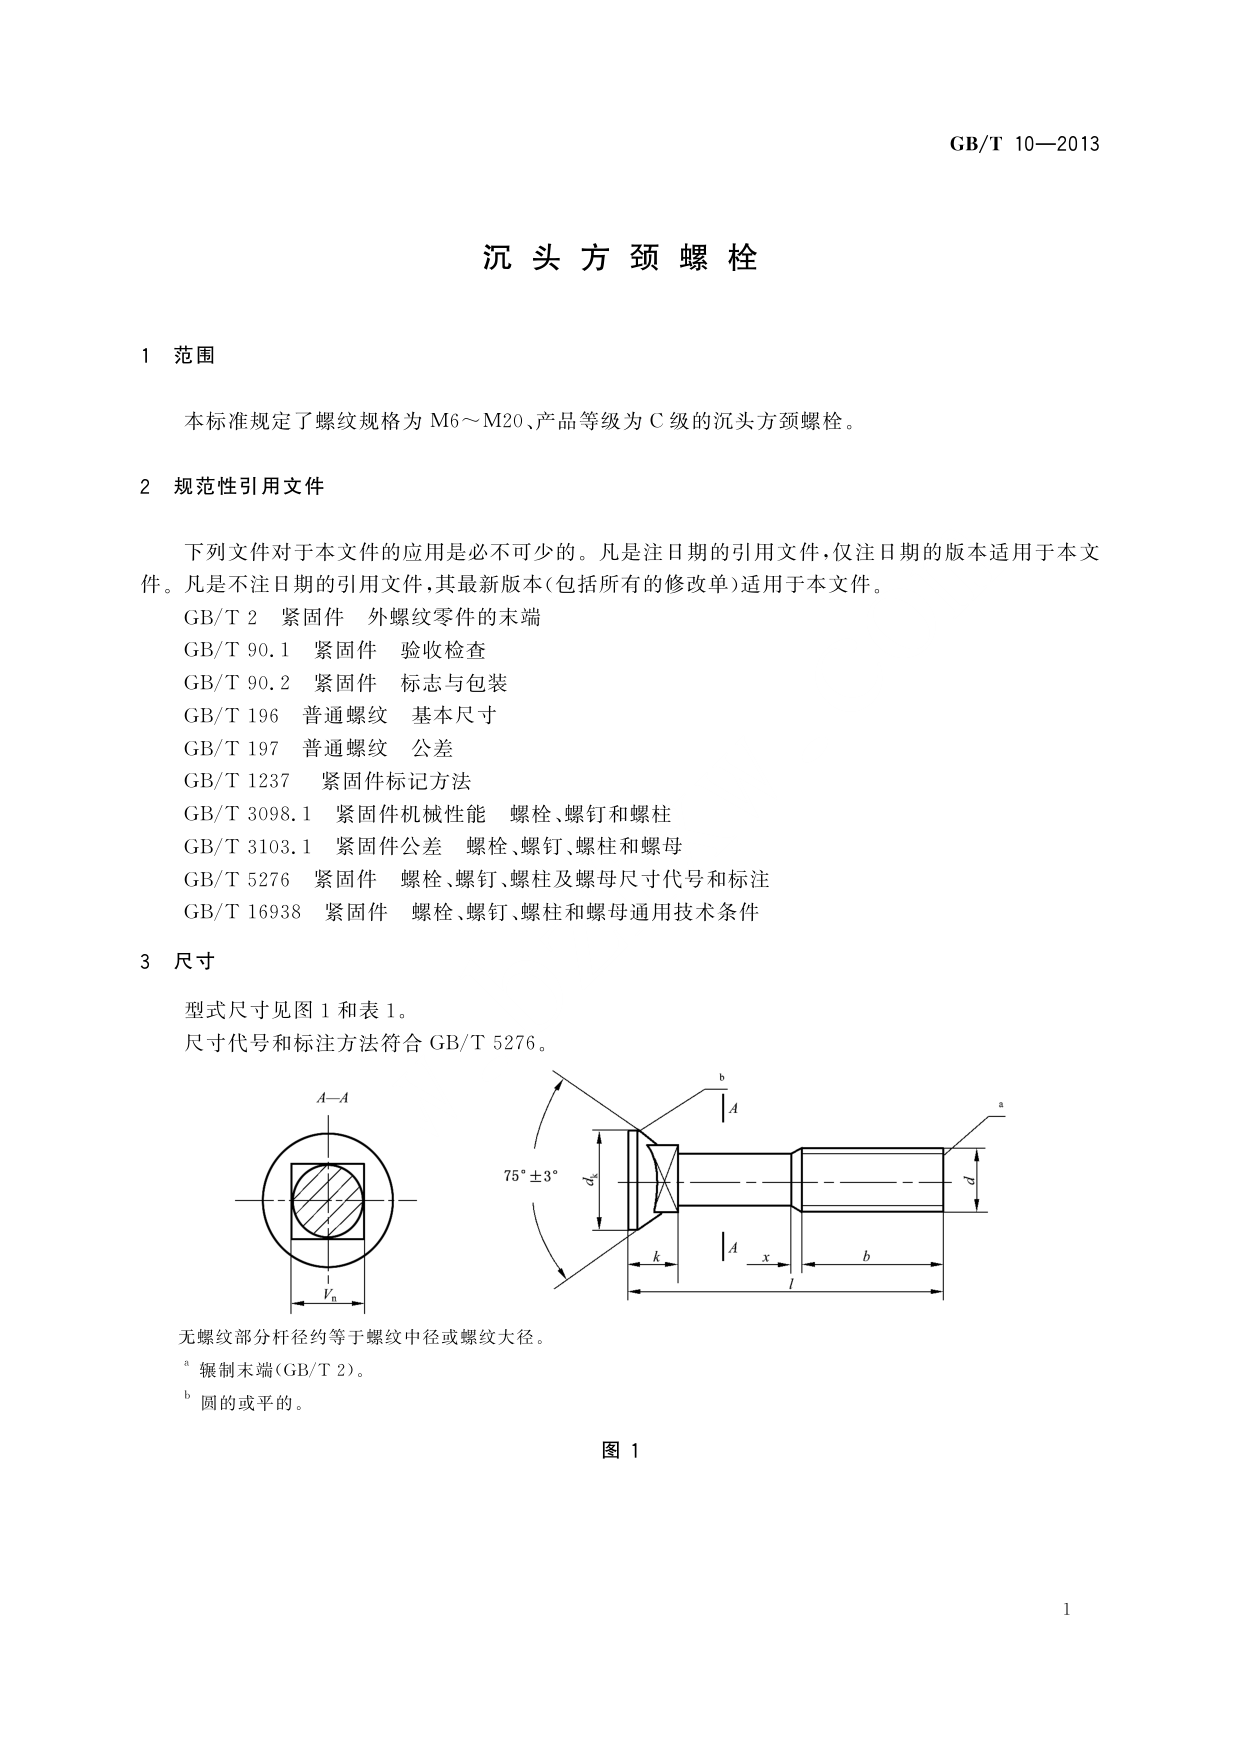 GB/T 10—2013
沉头方颈螺栓
1 范围
本标准规定了螺纹规格为 M6～M20、产品等级为 C 级的沉头方颈螺栓。
2 规范性引用文件
下列文件对于本文件的应用是必不可少的。凡是注日期的引用文件,仅注日期的版本适用于本文
件。凡是不注日期的引用文件,其最新版本(包括所有的修改单)适用于本文件。
GB/T 2 紧固件 外螺纹零件的末端
GB/T 90.1 紧固件 验收检查
GB/T 90.2 紧固件 标志与包装
GB/T 196 普通螺纹 基本尺寸
GB/T 197 普通螺纹 公差
GB/T 1237 紧固件标记方法
GB/T 3098.1 紧固件机械性能 螺栓、螺钉和螺柱
GB/T 3103.1 紧固件公差 螺栓、螺钉、螺柱和螺母
GB/T 5276 紧固件 螺栓、螺钉、螺柱及螺母尺寸代号和标注
GB/T 16938 紧固件 螺栓、螺钉、螺柱和螺母通用技术条件
3 尺寸
型式尺寸见图 1 和表 1。
尺寸代号和标注方法符合 GB/T 5276。
A—A
Vn
b
A
a
75°±3°
dk
d
A
k
x
b
l
无螺纹部分杆径约等于螺纹中径或螺纹大径。
a 辗制末端(GB/T 2)。
b 圆的或平的。
图 1
1